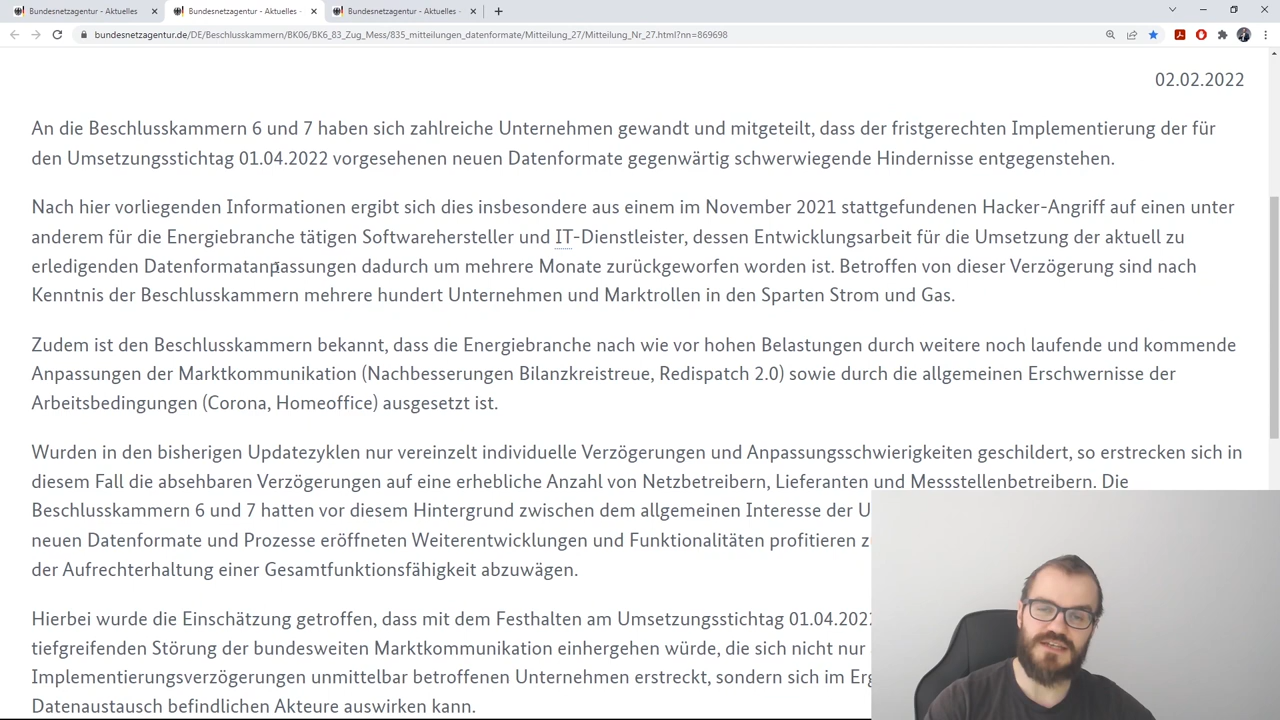 Bundesnetzagentur - Aktuelles
Bundesnetzagentur - Aktuelles -
Bundesnetzagentur - Aktuelles -
bundesnetzagentur.de/DE/Beschlusskammern/BK06/BK6_83_Zug_Mess/835_mitteilungen_datenformate/Mitteilung_27/Mitteilung_Nr_27.html?nn=869698
02.02.2022
An die Beschlusskammern 6 und 7 haben sich zahlreiche Unternehmen gewandt und mitgeteilt, dass der fristgerechten Implementierung der für
den Umsetzungsstichtag 01.04.2022 vorgesehenen neuen Datenformate gegenwärtig schwerwiegende Hindernisse entgegenstehen.
Nach hier vorliegenden Informationen ergibt sich dies insbesondere aus einem im November 2021 stattgefundenen Hacker-Angriff auf einen unter
anderem für die Energiebranche tätigen Softwarehersteller und IT-Dienstleister, dessen Entwicklungsarbeit für die Umsetzung der aktuell zu
erledigenden Datenformatanpassungen dadurch um mehrere Monate zurückgeworfen worden ist. Betroffen von dieser Verzögerung sind nach
Kenntnis der Beschlusskammern mehrere hundert Unternehmen und Marktrollen in den Sparten Strom und Gas.
Zudem ist den Beschlusskammern bekannt, dass die Energiebranche nach wie vor hohen Belastungen durch weitere noch laufende und kommende
Anpassungen der Marktkommunikation (Nachbesserungen Bilanzkreistreue, Redispatch 2.0) sowie durch die allgemeinen Erschwernisse der
Arbeitsbedingungen (Corona, Homeoffice) ausgesetzt ist.
Wurden in den bisherigen Updatezyklen nur vereinzelt individuelle Verzögerungen und Anpassungsschwierigkeiten geschildert, so erstrecken sich in
diesem Fall die absehbaren Verzögerungen auf eine erhebliche Anzahl von Netzbetreibern, Lieferanten und Messstellenbetreibern. Die
Beschlusskammern 6 und 7 hatten vor diesem Hintergrund zwischen dem allgemeinen Interesse der
neuen Datenformate und Prozesse eröffneten Weiterentwicklungen und Funktionalitäten profitieren
der Aufrechterhaltung einer Gesamtfunktionsfähigkeit abzuwägen.
Hierbei wurde die Einschätzung getroffen, dass mit dem Festhalten am Umsetzungsstichtag 01.04.2022
tiefgreifenden Störung der bundesweiten Marktkommunikation einhergehen würde, die sich nicht nur
Implementierungsverzögerungen unmittelbar betroffenen Unternehmen erstreckt, sondern sich im
Datenaustausch befindlichen Akteure auswirken kann.